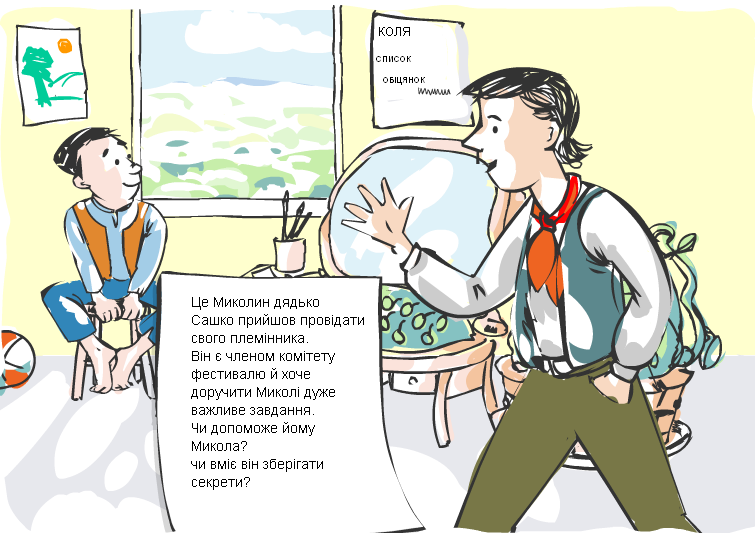 КОЛЯ
список
обіцянок
Це Миколин дядько
Сашко прийшов провідати
свого племінника.
Він є членом комітету
фестивалю й хоче
доручити Миколі дуже
важливе завдання.
Чи допоможе йому
Микола?
чи вміє він зберігати
секрети?